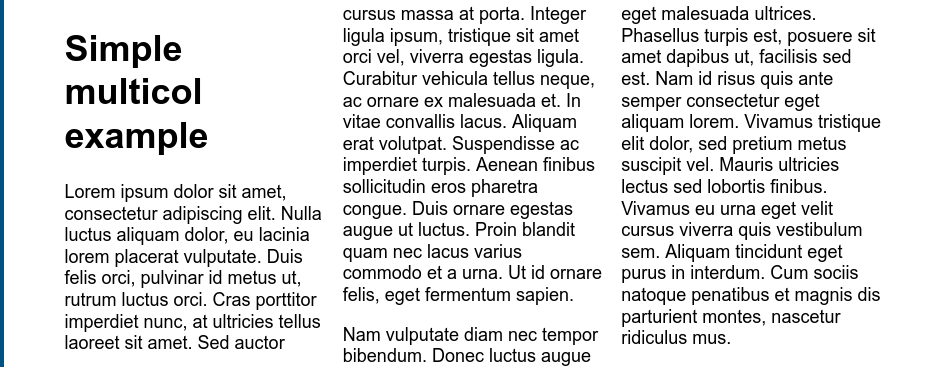 Simple
multicol
example
Lorem ipsum dolor sit amet,
consectetur adipiscing elit. Nulla
luctus aliquam dolor, eu lacinia
lorem placerat vulputate. Duis
felis orci, pulvinar id metus ut,
rutrum luctus orci. Cras porttitor
imperdiet nunc, at ultricies tellus
laoreet sit amet. Sed auctor
cursus massa at porta. Integer
ligula ipsum, tristique sit amet
orci vel, viverra egestas ligula.
Curabitur vehicula tellus neque,
ac ornare ex malesuada et. In
vitae convallis lacus. Aliquam
erat volutpat. Suspendisse ac
imperdiet turpis. Aenean finibus
sollicitudin eros pharetra
congue. Duis ornare egestas
augue ut luctus. Proin blandit
quam nec lacus varius
commodo et a urna. Ut id ornare
felis, eget fermentum sapien.
Nam vulputate diam nec tempor
bibendum. Donec luctus augue
eget malesuada ultrices.
Phasellus turpis est, posuere sit
amet dapibus ut, facilisis sed
est. Nam id risus quis ante
semper consectetur eget
aliquam lorem. Vivamus tristique
elit dolor, sed pretium metus
suscipit vel. Mauris ultricies
lectus sed lobortis finibus.
Vivamus eu urna eget velit
cursus viverra quis vestibulum
sem. Aliquam tincidunt eget
purus in interdum. Cum sociis
natoque penatibus et magnis dis
parturient montes, nascetur
ridiculus mus.